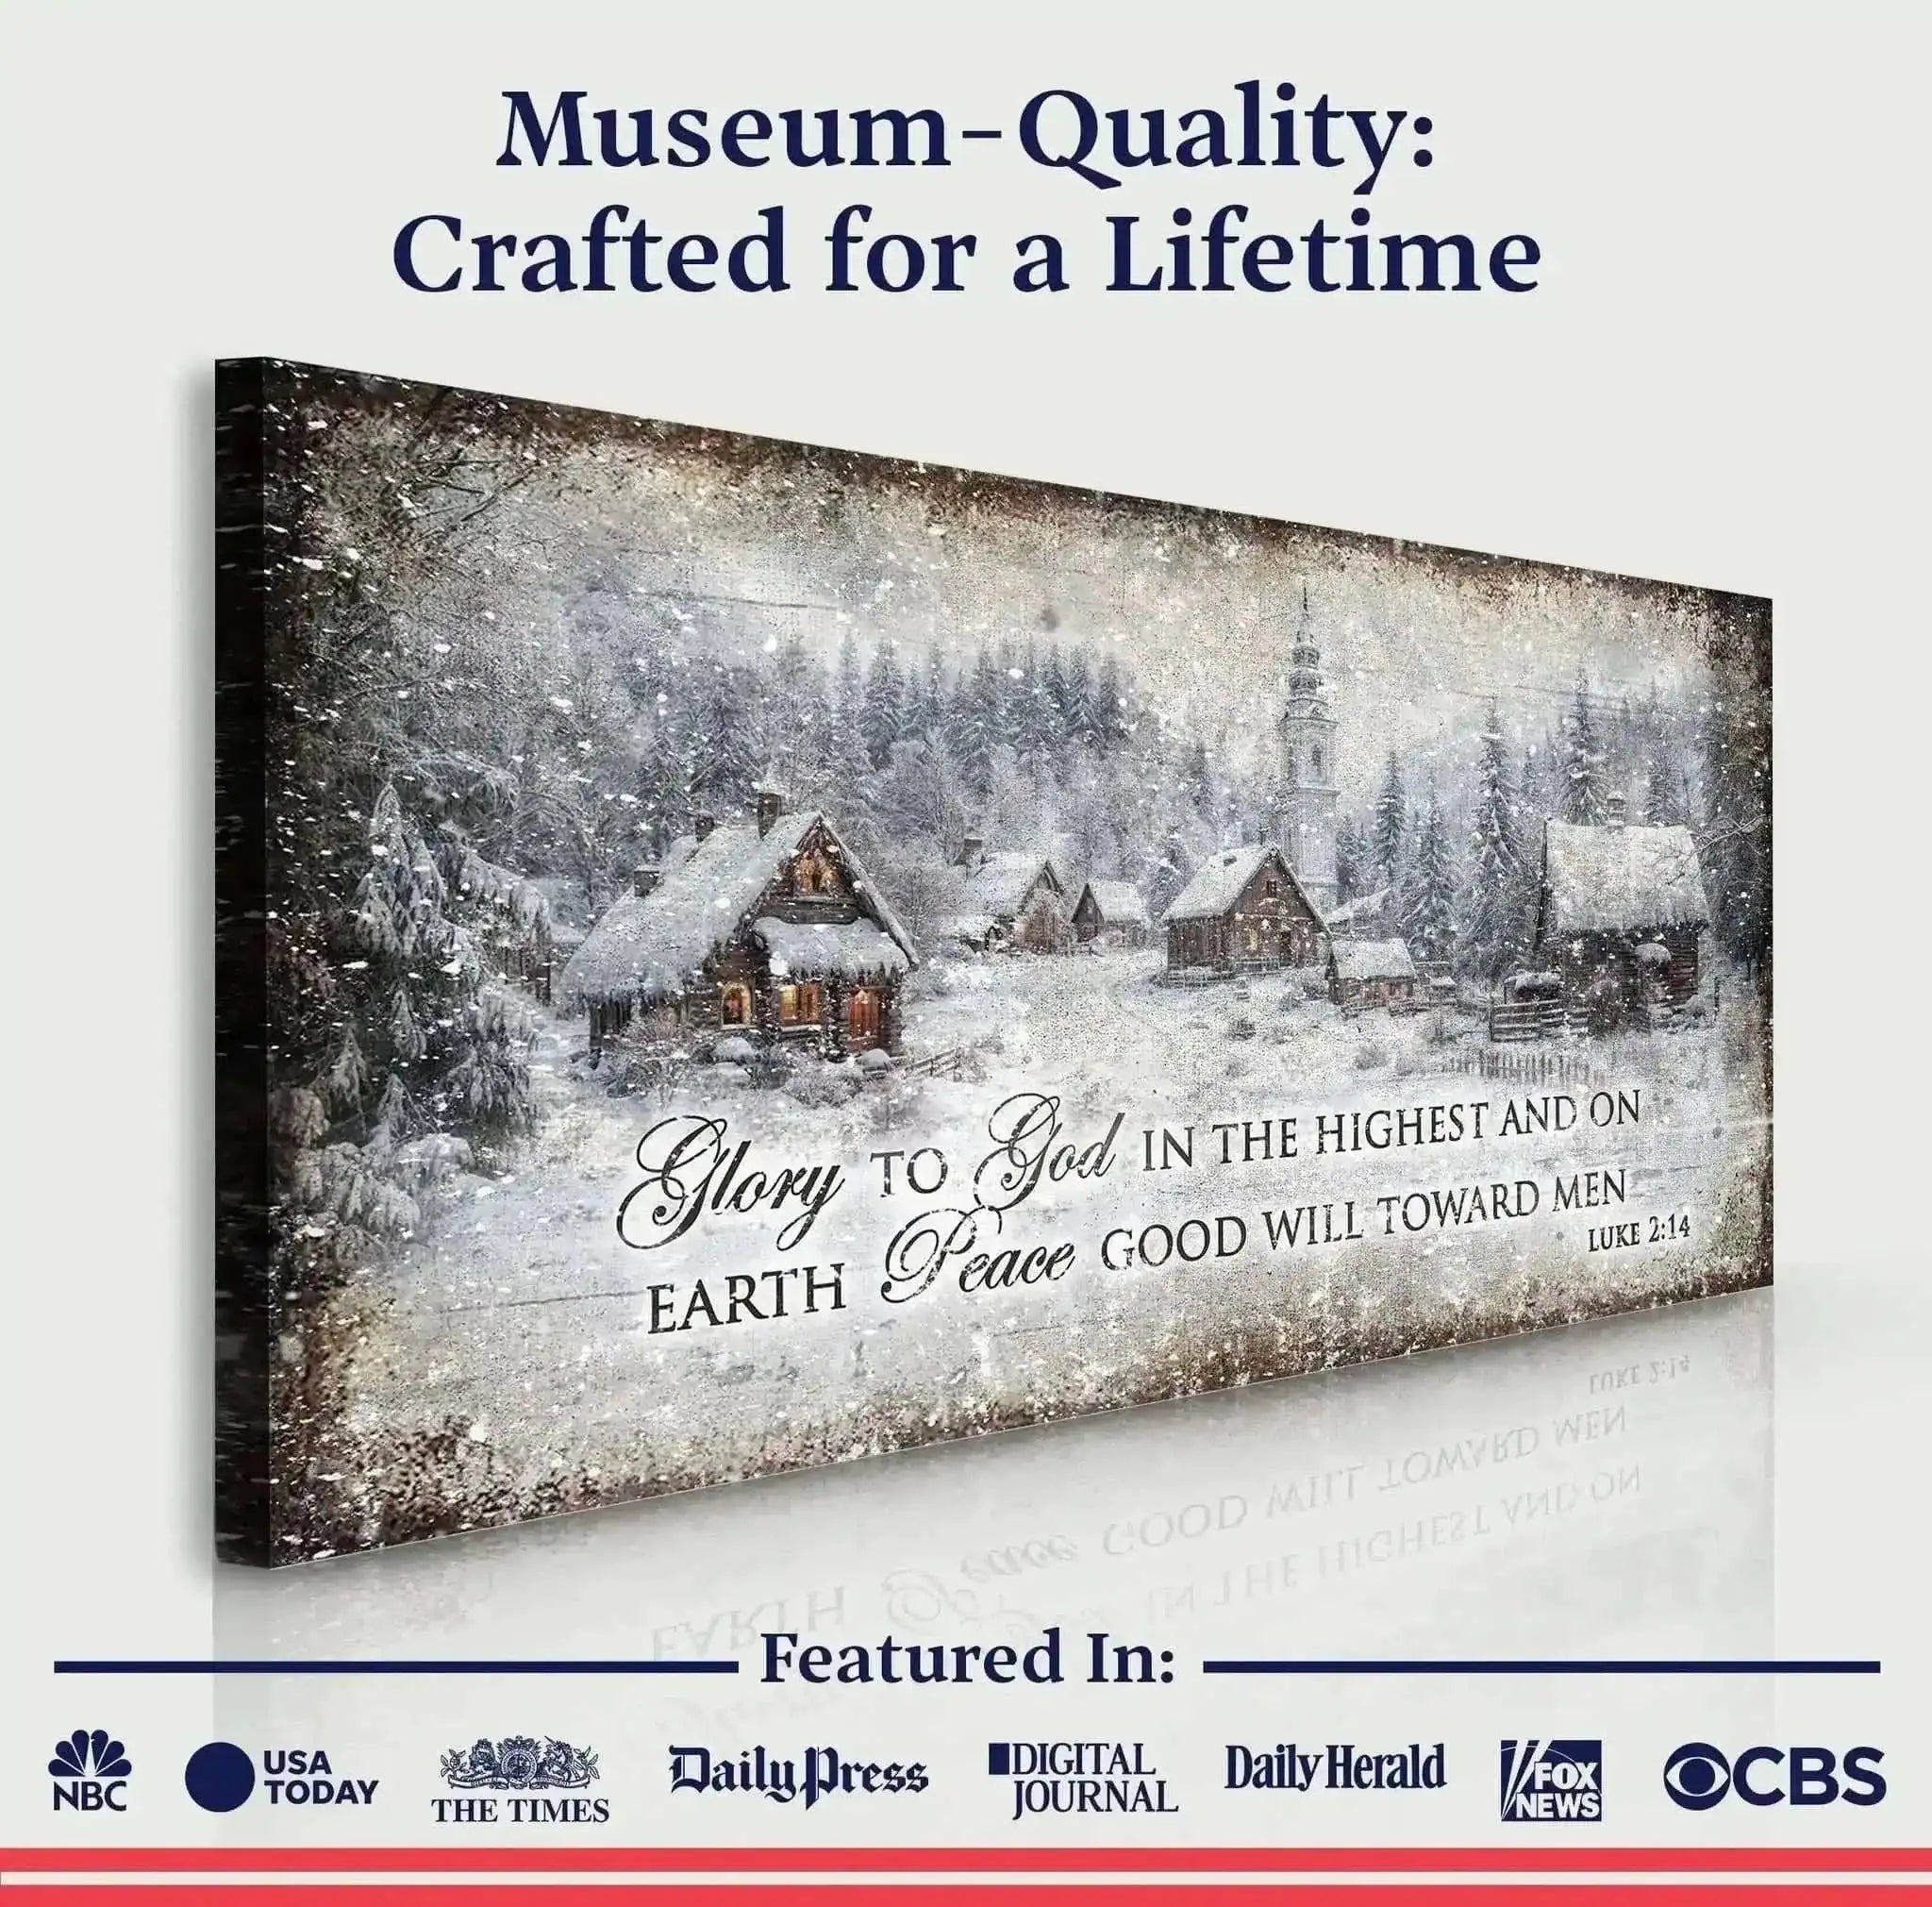 Museum-Quality:
Crafted for a Lifetime
Glory TO God IN THE HIGHEST AND ON
EARTH Peace GOOD WILL TOWARD MEN
LUKE 2:14
Featured In:
NBC
USA
TODAY
THE TIMES
Daily Press
DIGITAL
JOURNAL
Daily Herald
FOX
NEWS
CBS